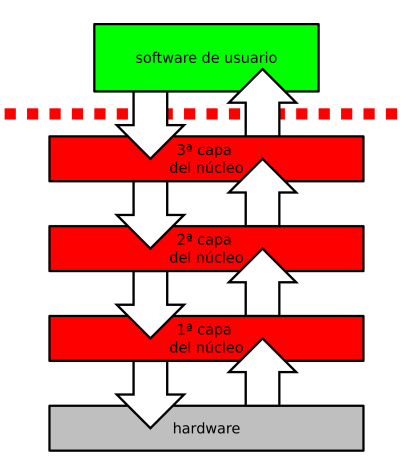 software de usuario
3ª capa
del núcleo
2ª capa
del núcleo
1ª capa
del núcleo
hardware